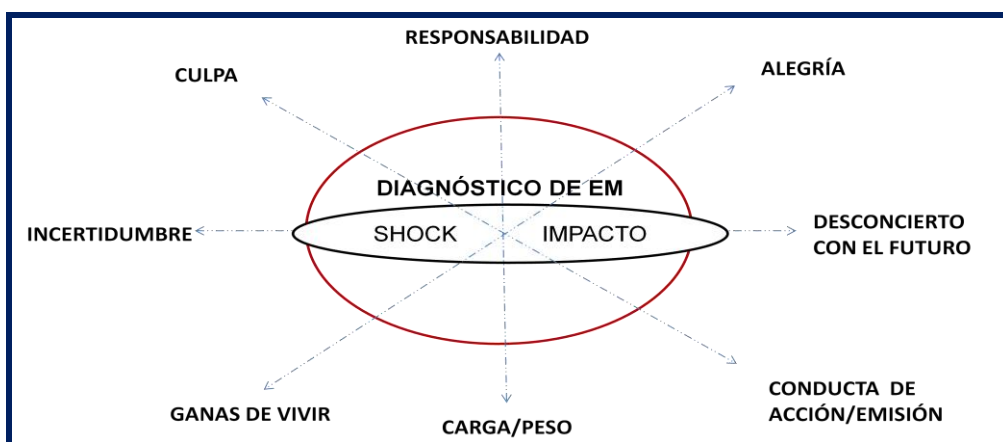 RESPONSABILIDAD
CULPA
ALEGRÍA
DIAGNÓSTICO DE EM
INCERTIDUMBRE
SHOCK
IMPACTO
DESCONCIERTO
CON EL FUTURO
GANAS DE VIVIR
CARGA/PESO
CONDUCTA DE
ACCIÓN/EMISIÓN